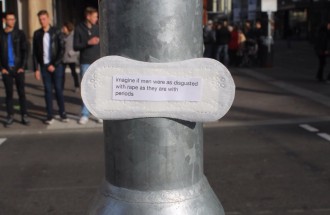 imagine if men were as disgusted
with rape as they are with
periods